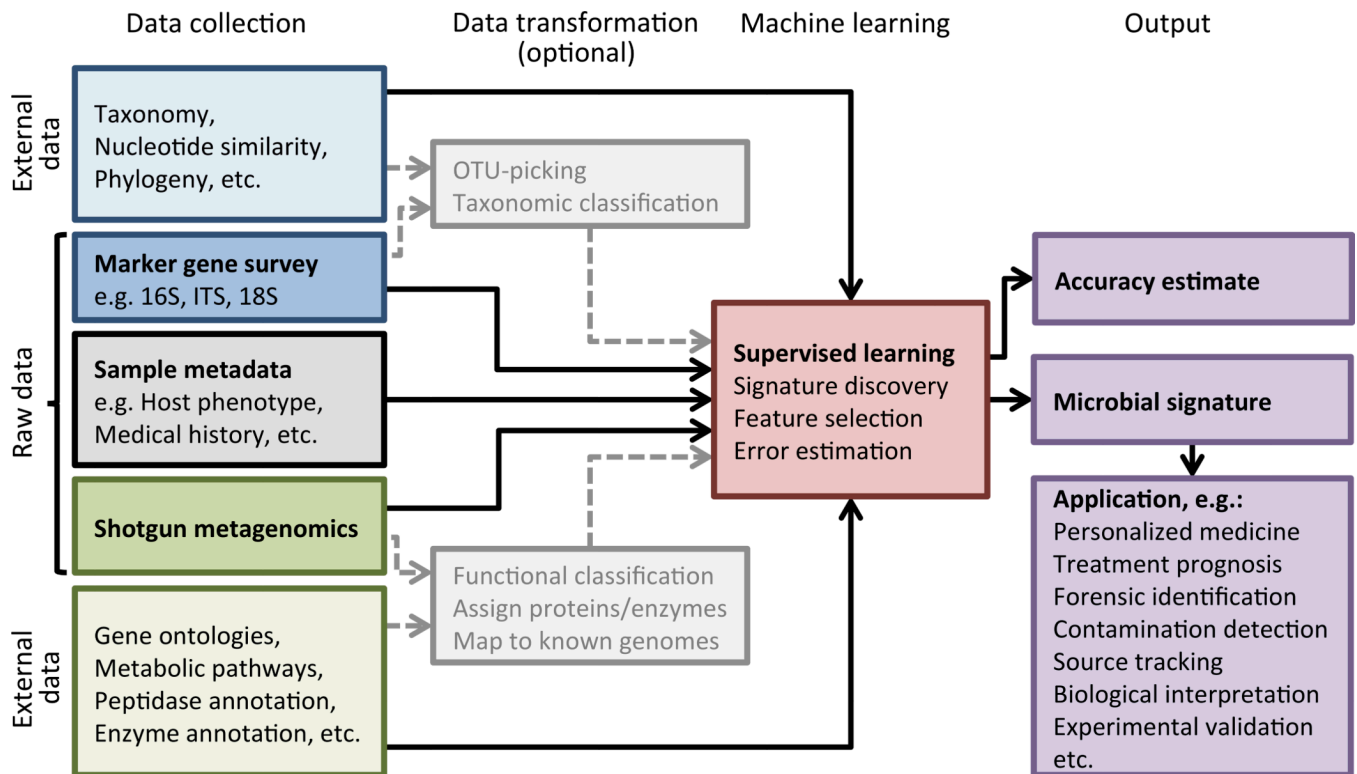 Data collection
Data transformation
(optional)
Machine learning
Output
External
data
Taxonomy,
Nucleotide similarity,
Phylogeny, etc.
OTU-picking
Taxonomic classification
Raw data
Marker gene survey
e.g. 16S, ITS, 18S
Sample metadata
e.g. Host phenotype,
Medical history, etc.
Shotgun metagenomics
Functional classification
Assign proteins/enzymes
Map to known genomes
External
data
Gene ontologies,
Metabolic pathways,
Peptidase annotation,
Enzyme annotation, etc.
Supervised learning
Signature discovery
Feature selection
Error estimation
Accuracy estimate
Microbial signature
Application, e.g.:
Personalized medicine
Treatment prognosis
Forensic identification
Contamination detection
Source tracking
Biological interpretation
Experimental validation
etc.